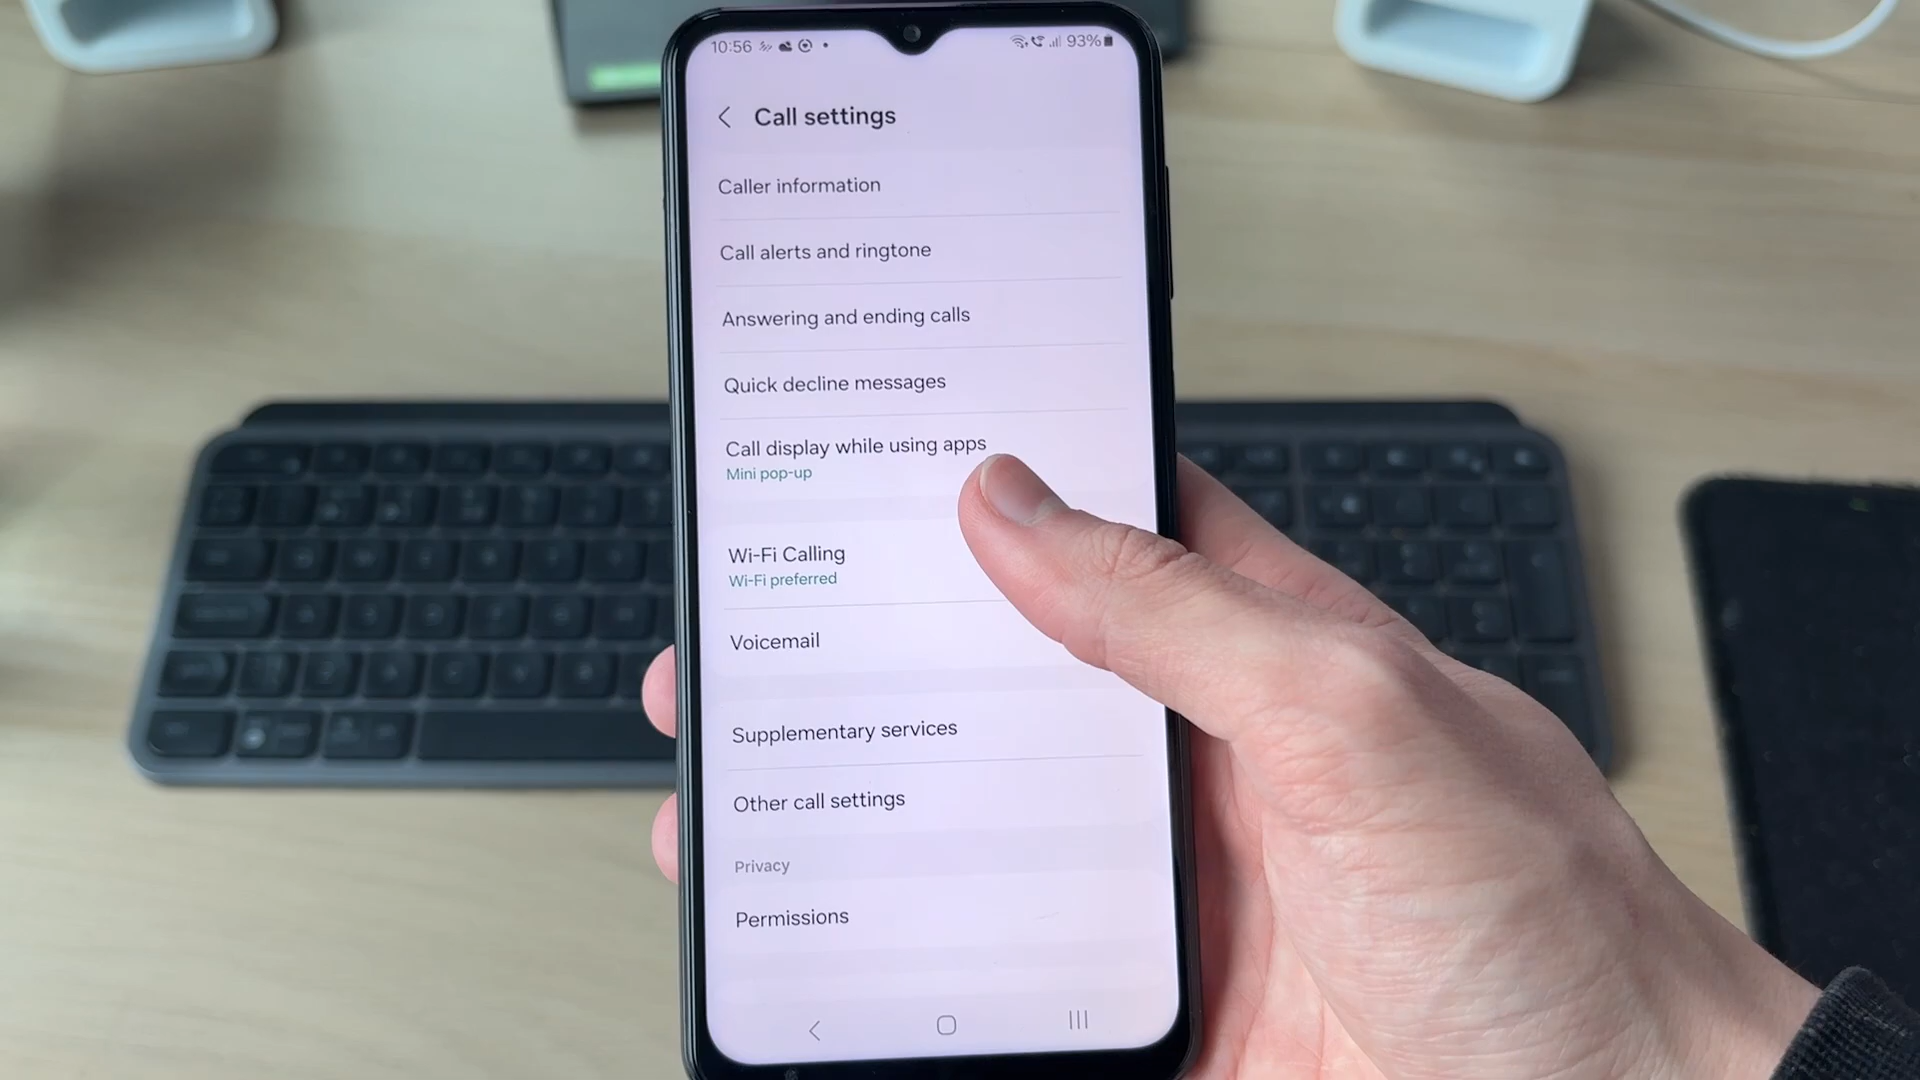 10:56
93%
Call settings
Caller information
Call alerts and ringtone
Answering and ending calls
Quick decline messages
Call display while using apps
Mini pop-up
Wi-Fi Calling
Wi-Fi preferred
Voicemail
Supplementary services
Other call settings
Privacy
Permissions